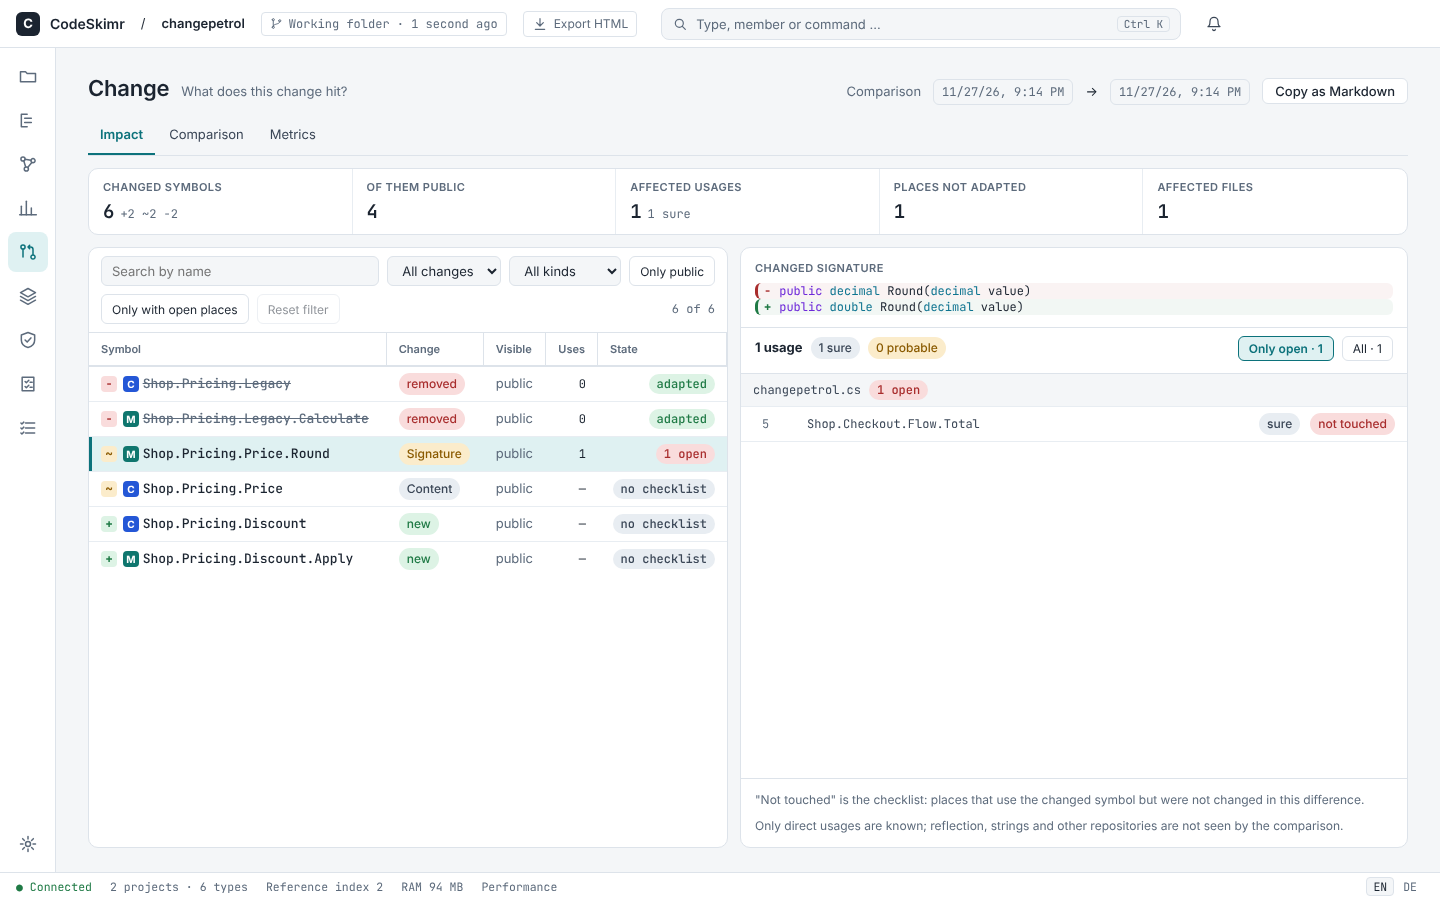 C CodeSkimr / changepetrol Working folder · 1 second ago Export HTML Type, member or command ... Ctrl K
Change What does this change hit? Comparison 11/27/26, 9:14 PM → 11/27/26, 9:14 PM Copy as Markdown
Impact Comparison Metrics
CHANGED SYMBOLS OF THEM PUBLIC AFFECTED USAGES PLACES NOT ADAPTED AFFECTED FILES
6 +2 ~2 -2 4 1 1 sure 1 1
Search by name All changes All kinds Only public
Only with open places Reset filter 6 of 6
Symbol Change Visible Uses State
- C Shop.Pricing.Legacy removed public 0 adapted
- M Shop.Pricing.Legacy.Calculate removed public 0 adapted
~ M Shop.Pricing.Price.Round Signature public 1 1 open
~ C Shop.Pricing.Price Content public — no checklist
+ C Shop.Pricing.Discount new public — no checklist
+ M Shop.Pricing.Discount.Apply new public — no checklist
CHANGED SIGNATURE
- public decimal Round(decimal value)
+ public double Round(decimal value)
1 usage 1 sure 0 probable Only open · 1 All · 1
changepetrol.cs 1 open
5 Shop.Checkout.Flow.Total sure not touched
"Not touched" is the checklist: places that use the changed symbol but were not changed in this difference.
Only direct usages are known; reflection, strings and other repositories are not seen by the comparison.
● Connected 2 projects · 6 types Reference index 2 RAM 94 MB Performance EN DE